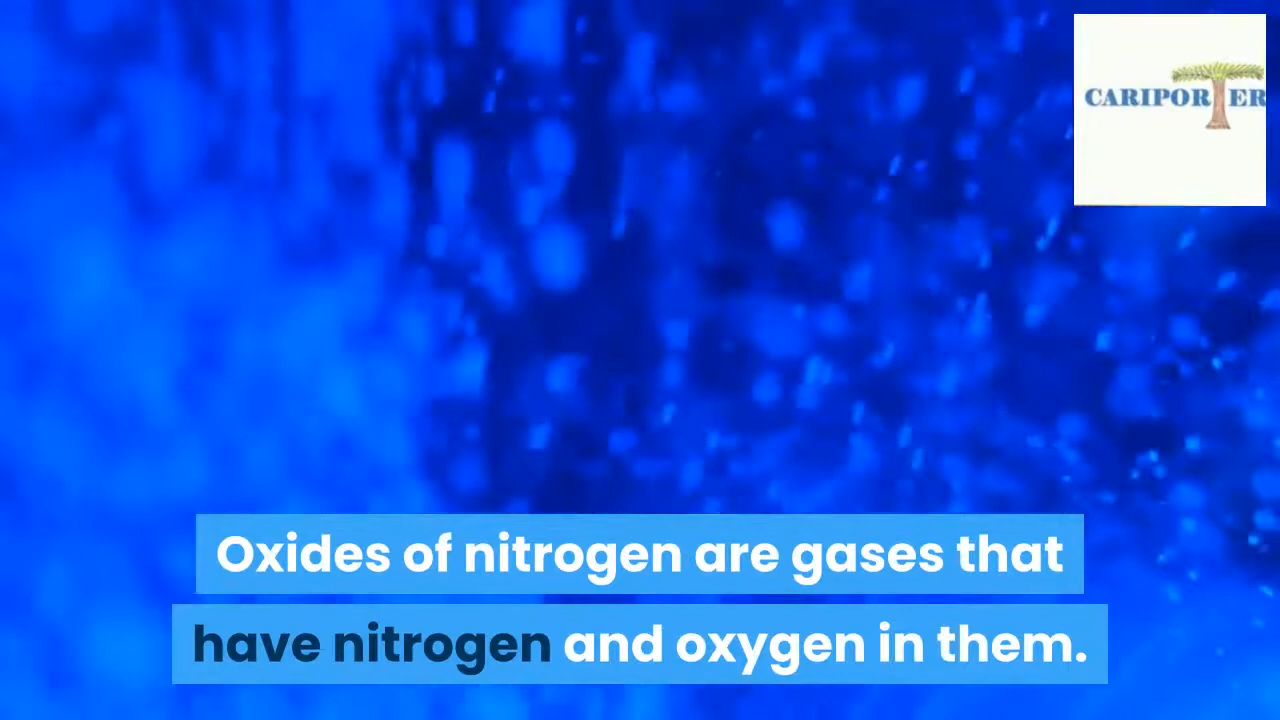 CARIPORTER
Oxides of nitrogen are gases that
have nitrogen and oxygen in them.